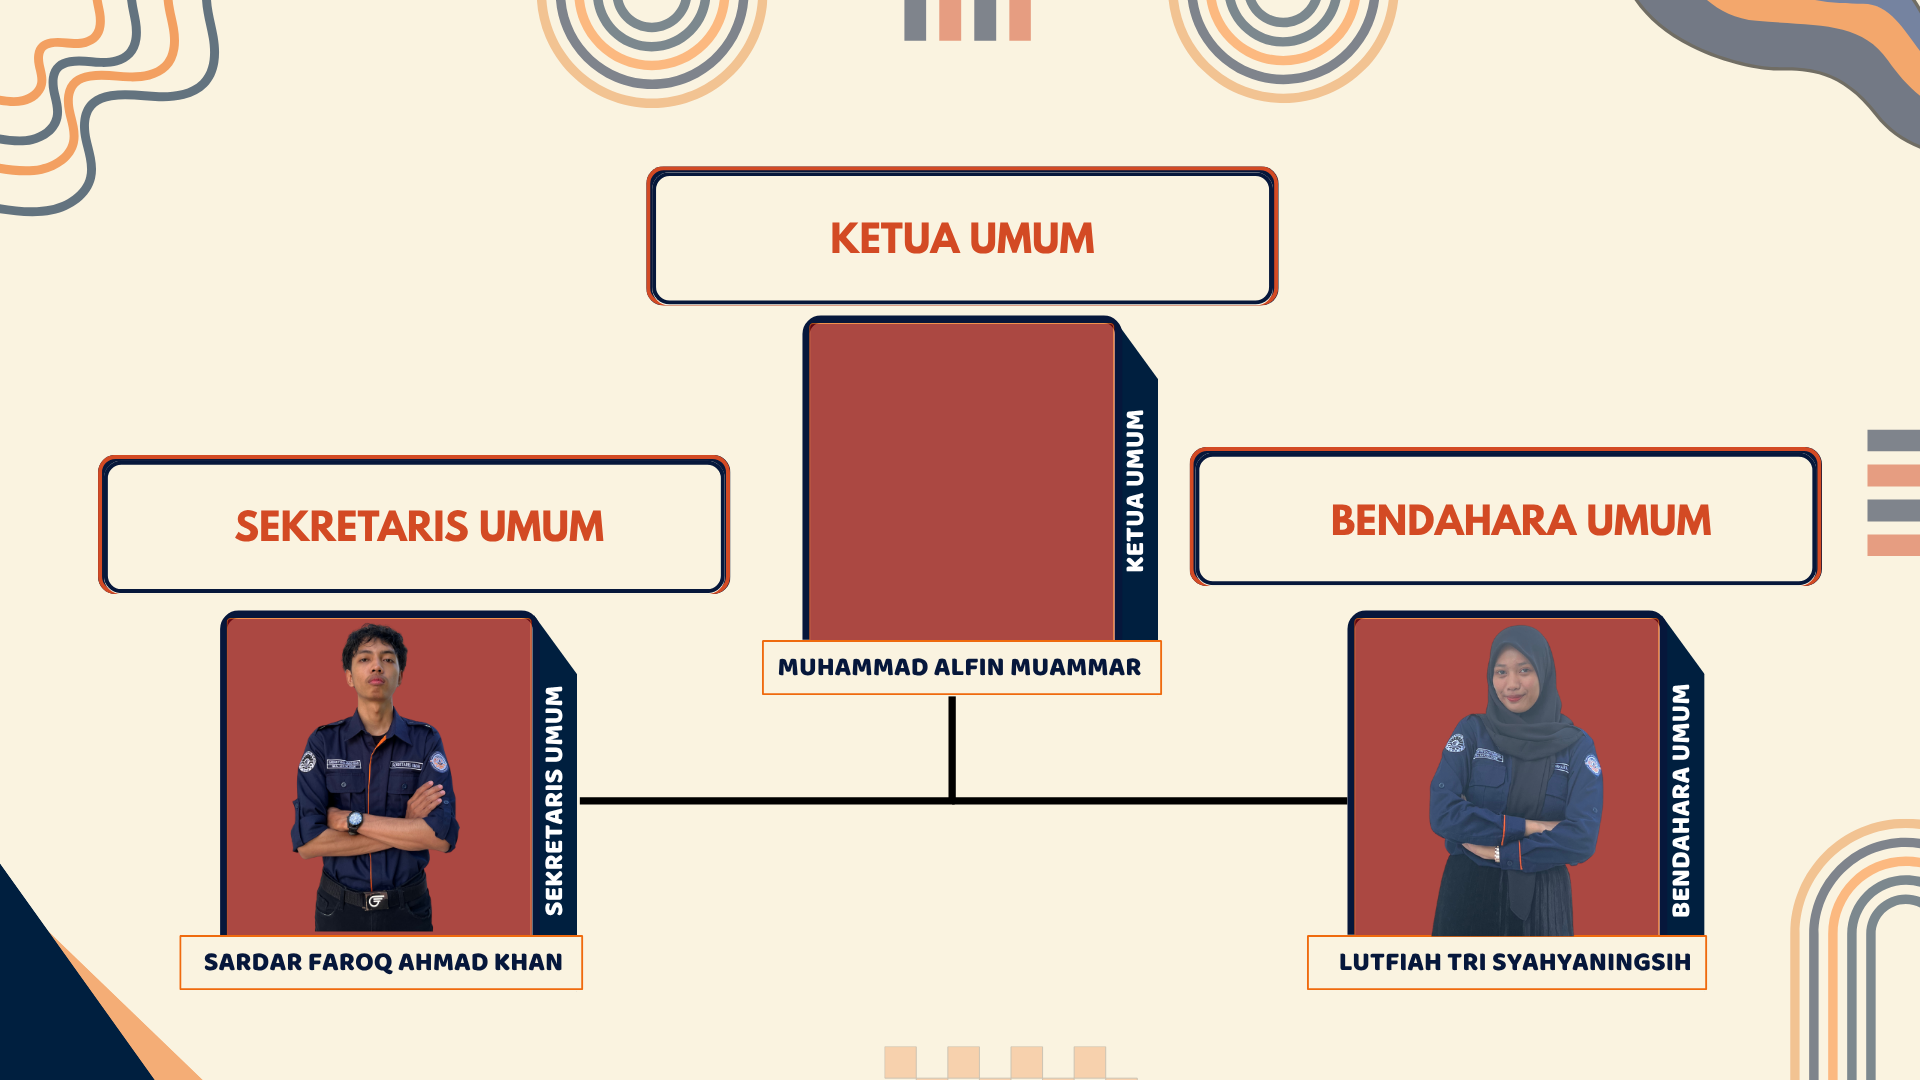 KETUA UMUM
KETUA UMUM
MUHAMMAD ALFIN MUAMMAR
SEKRETARIS UMUM
SEKRETARIS UMUM
SARDAR FAROQ AHMAD KHAN
BENDAHARA UMUM
BENDAHARA UMUM
LUTFIAH TRI SYAHYANINGSIH